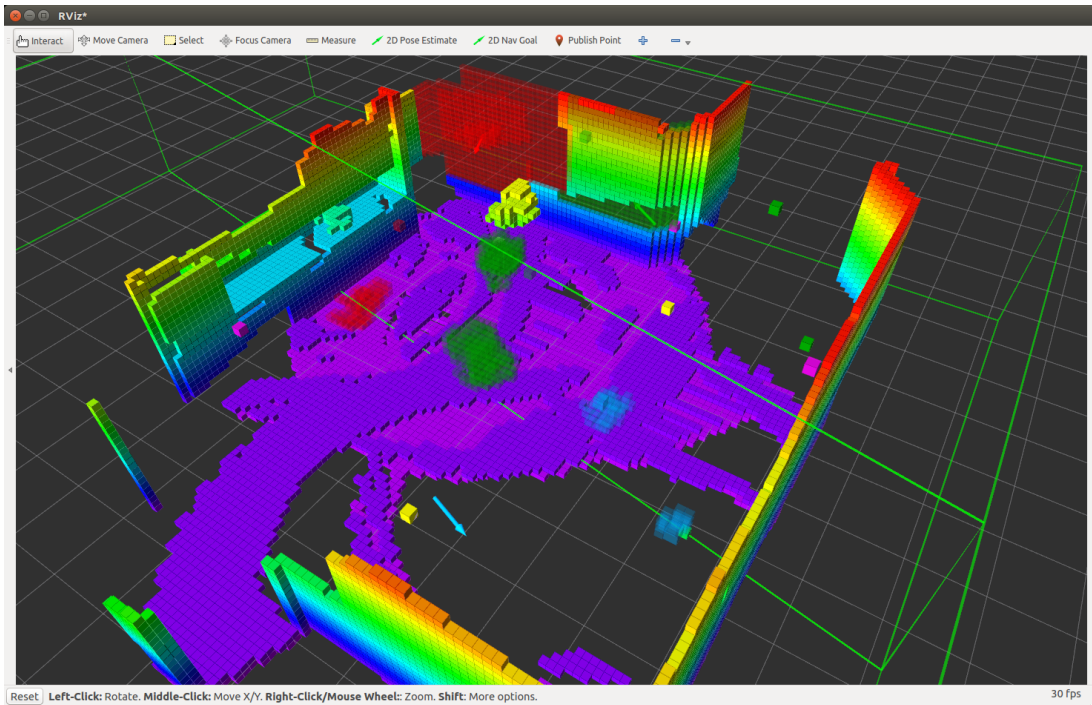 RViz*
Interact Move Camera Select Focus Camera Measure 2D Pose Estimate 2D Nav Goal Publish Point
Reset Left-Click: Rotate. Middle-Click: Move X/Y. Right-Click/Mouse Wheel:: Zoom. Shift: More options. 30 fps